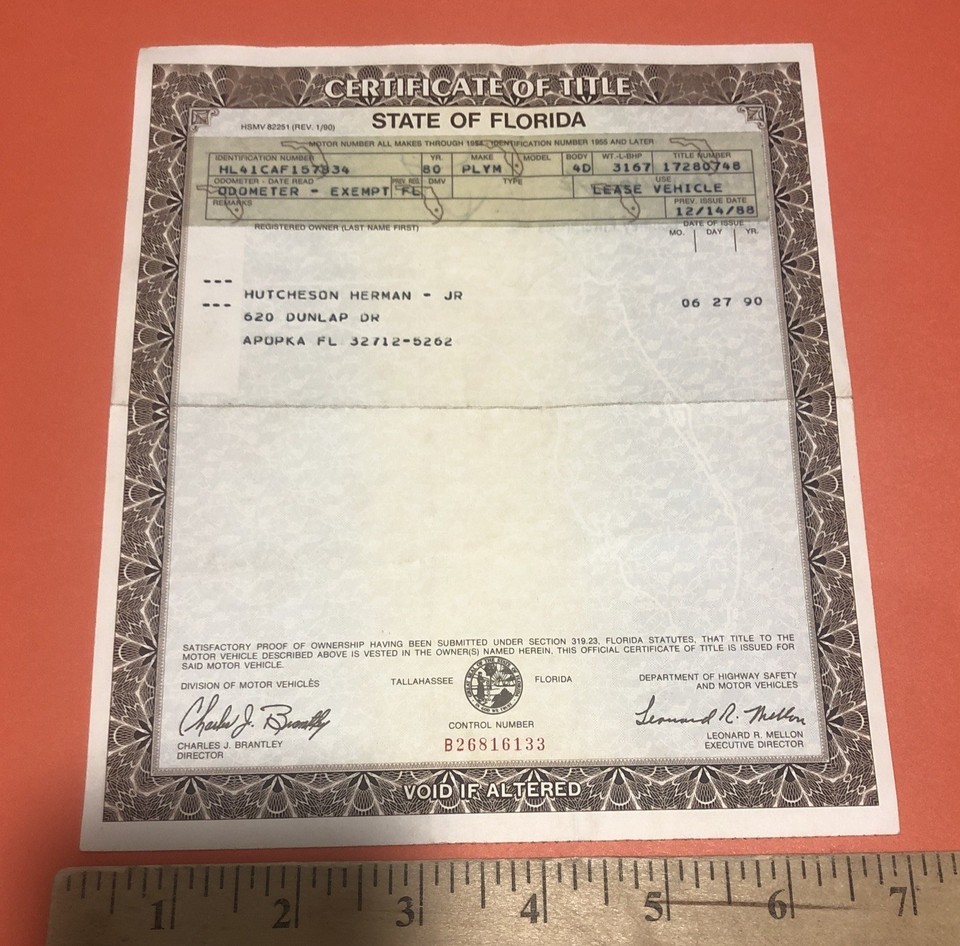 CERTIFICATE OF TITLE
HSMV 82251 (REV. 1/90)
STATE OF FLORIDA
MOTOR NUMBER ALL MAKES THROUGH 1954, IDENTIFICATION NUMBER 1955 AND LATER
IDENTIFICATION NUMBER YR. MAKE MODEL BODY WT.-L-BHP TITLE NUMBER
HL41CAF157834 80 PLYM 4D 3167 17280748
ODOMETER - DATE READ PREV. REG. DMV TYPE USE
ODOMETER - EXEMPT FL LEASE VEHICLE
REMARKS PREV. ISSUE DATE
12/14/88
REGISTERED OWNER (LAST NAME FIRST) DATE OF ISSUE
MO. DAY YR.
---
HUTCHESON HERMAN - JR 06 27 90
---
620 DUNLAP DR
APOPKA FL 32712-5262
SATISFACTORY PROOF OF OWNERSHIP HAVING BEEN SUBMITTED UNDER SECTION 319.23, FLORIDA STATUTES, THAT TITLE TO THE
MOTOR VEHICLE DESCRIBED ABOVE IS VESTED IN THE OWNER(S) NAMED HEREIN, THIS OFFICIAL CERTIFICATE OF TITLE IS ISSUED FOR
SAID MOTOR VEHICLE.
DIVISION OF MOTOR VEHICLES TALLAHASSEE FLORIDA DEPARTMENT OF HIGHWAY SAFETY
AND MOTOR VEHICLES
Charles J. Brantley Leonard R. Mellon
CHARLES J. BRANTLEY
DIRECTOR
CONTROL NUMBER
B26816133
LEONARD R. MELLON
EXECUTIVE DIRECTOR
VOID IF ALTERED
1 2 3 4 5 6 7